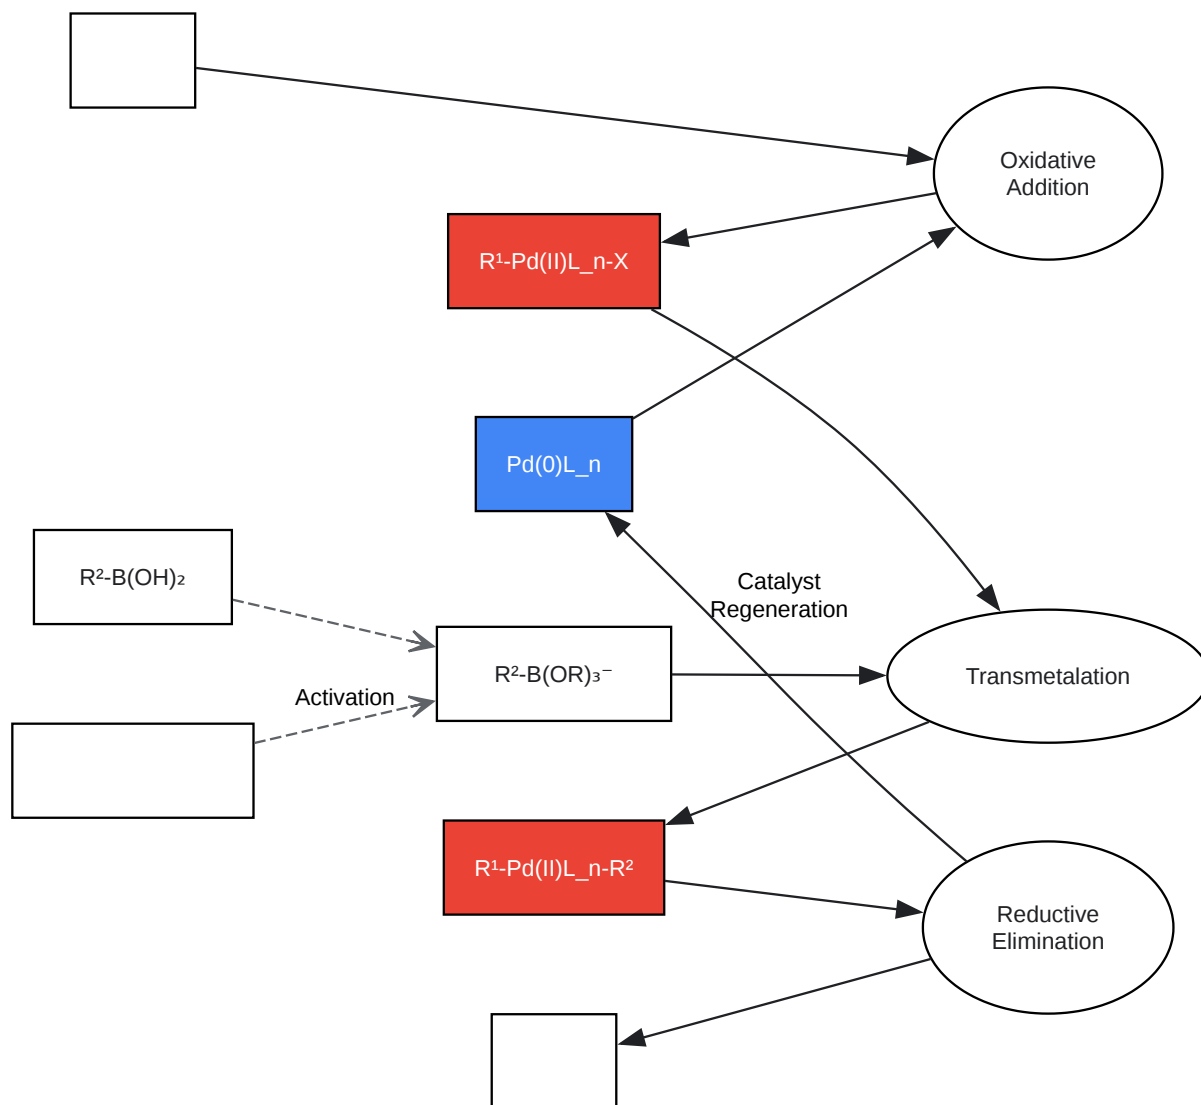 Oxidative
Addition
R¹-Pd(II)L_n-X
Pd(0)L_n
R²-B(OH)₂
Catalyst
Regeneration
R²-B(OR)₃⁻
Transmetalation
Activation
R¹-Pd(II)L_n-R²
Reductive
Elimination